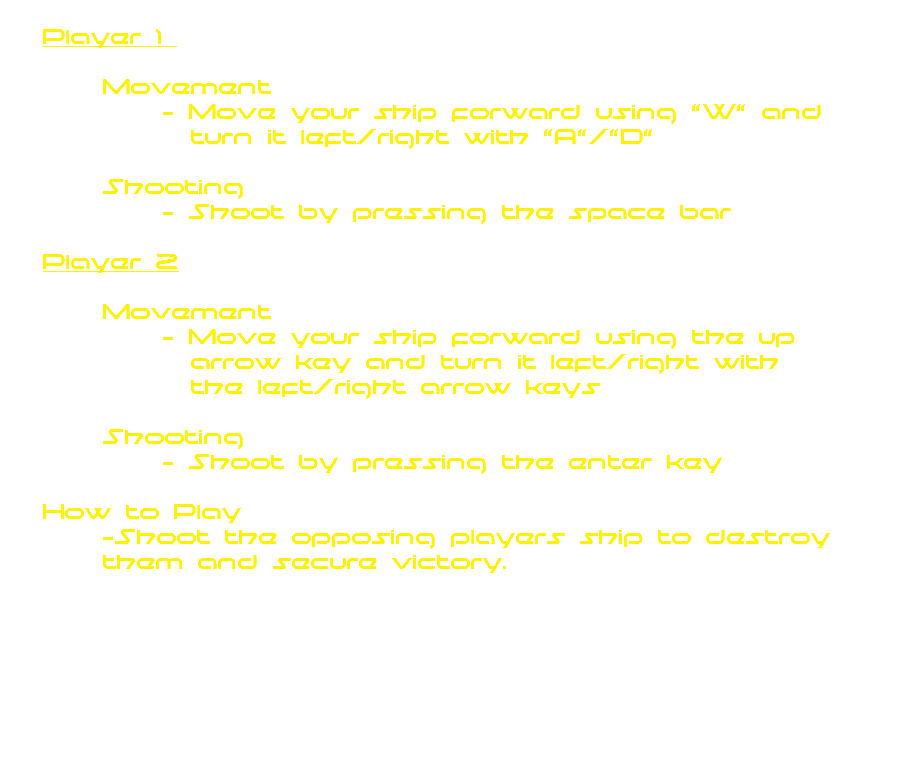 Player 1
Movement
- Move your ship forward using "W" and
turn it left/right with "A"/"D"
Shooting
- Shoot by pressing the space bar
Player 2
Movement
- Move your ship forward using the up
arrow key and turn it left/right with
the left/right arrow keys
Shooting
- Shoot by pressing the enter key
How to Play
-Shoot the opposing players ship to destroy
them and secure victory.